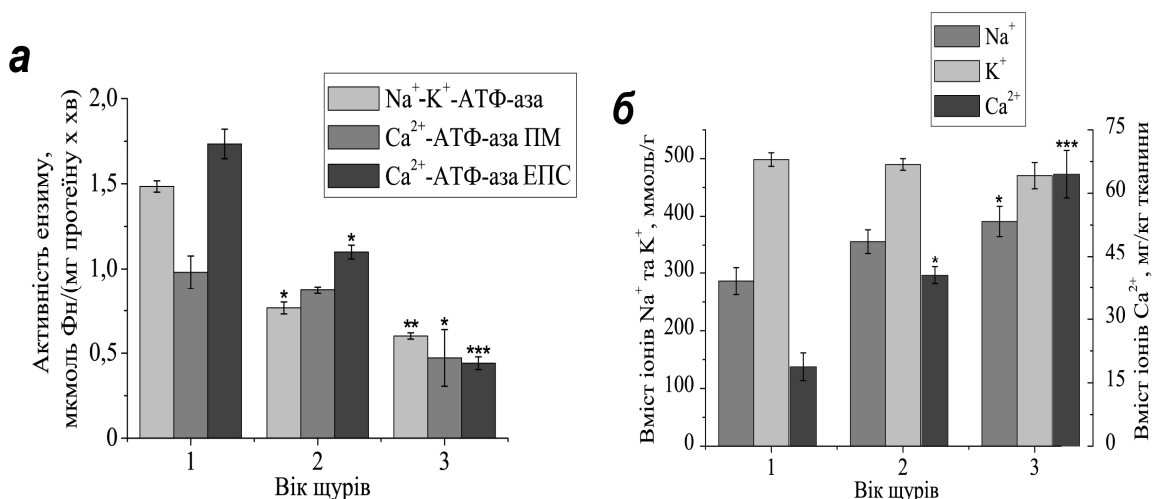 а
Активність ензиму,
мкмоль Фн/(мг протеїну х хв)
2,0
1,5
1,0
0,5
0
Na⁺-K⁺-АТФ-аза
Ca²⁺-АТФ-аза ПМ
Ca²⁺-АТФ-аза ЕПС
*
*
**
*
***
1
2
3
Вік щурів
б
Na⁺
K⁺
Ca²⁺
Вміст іонів Na⁺ та K⁺, ммоль/г
500
400
300
250
150
100
0
*
*
***
75
60
45
30
15
0
Вміст іонів Ca²⁺, мг/кг тканини
1
2
3
Вік щурів